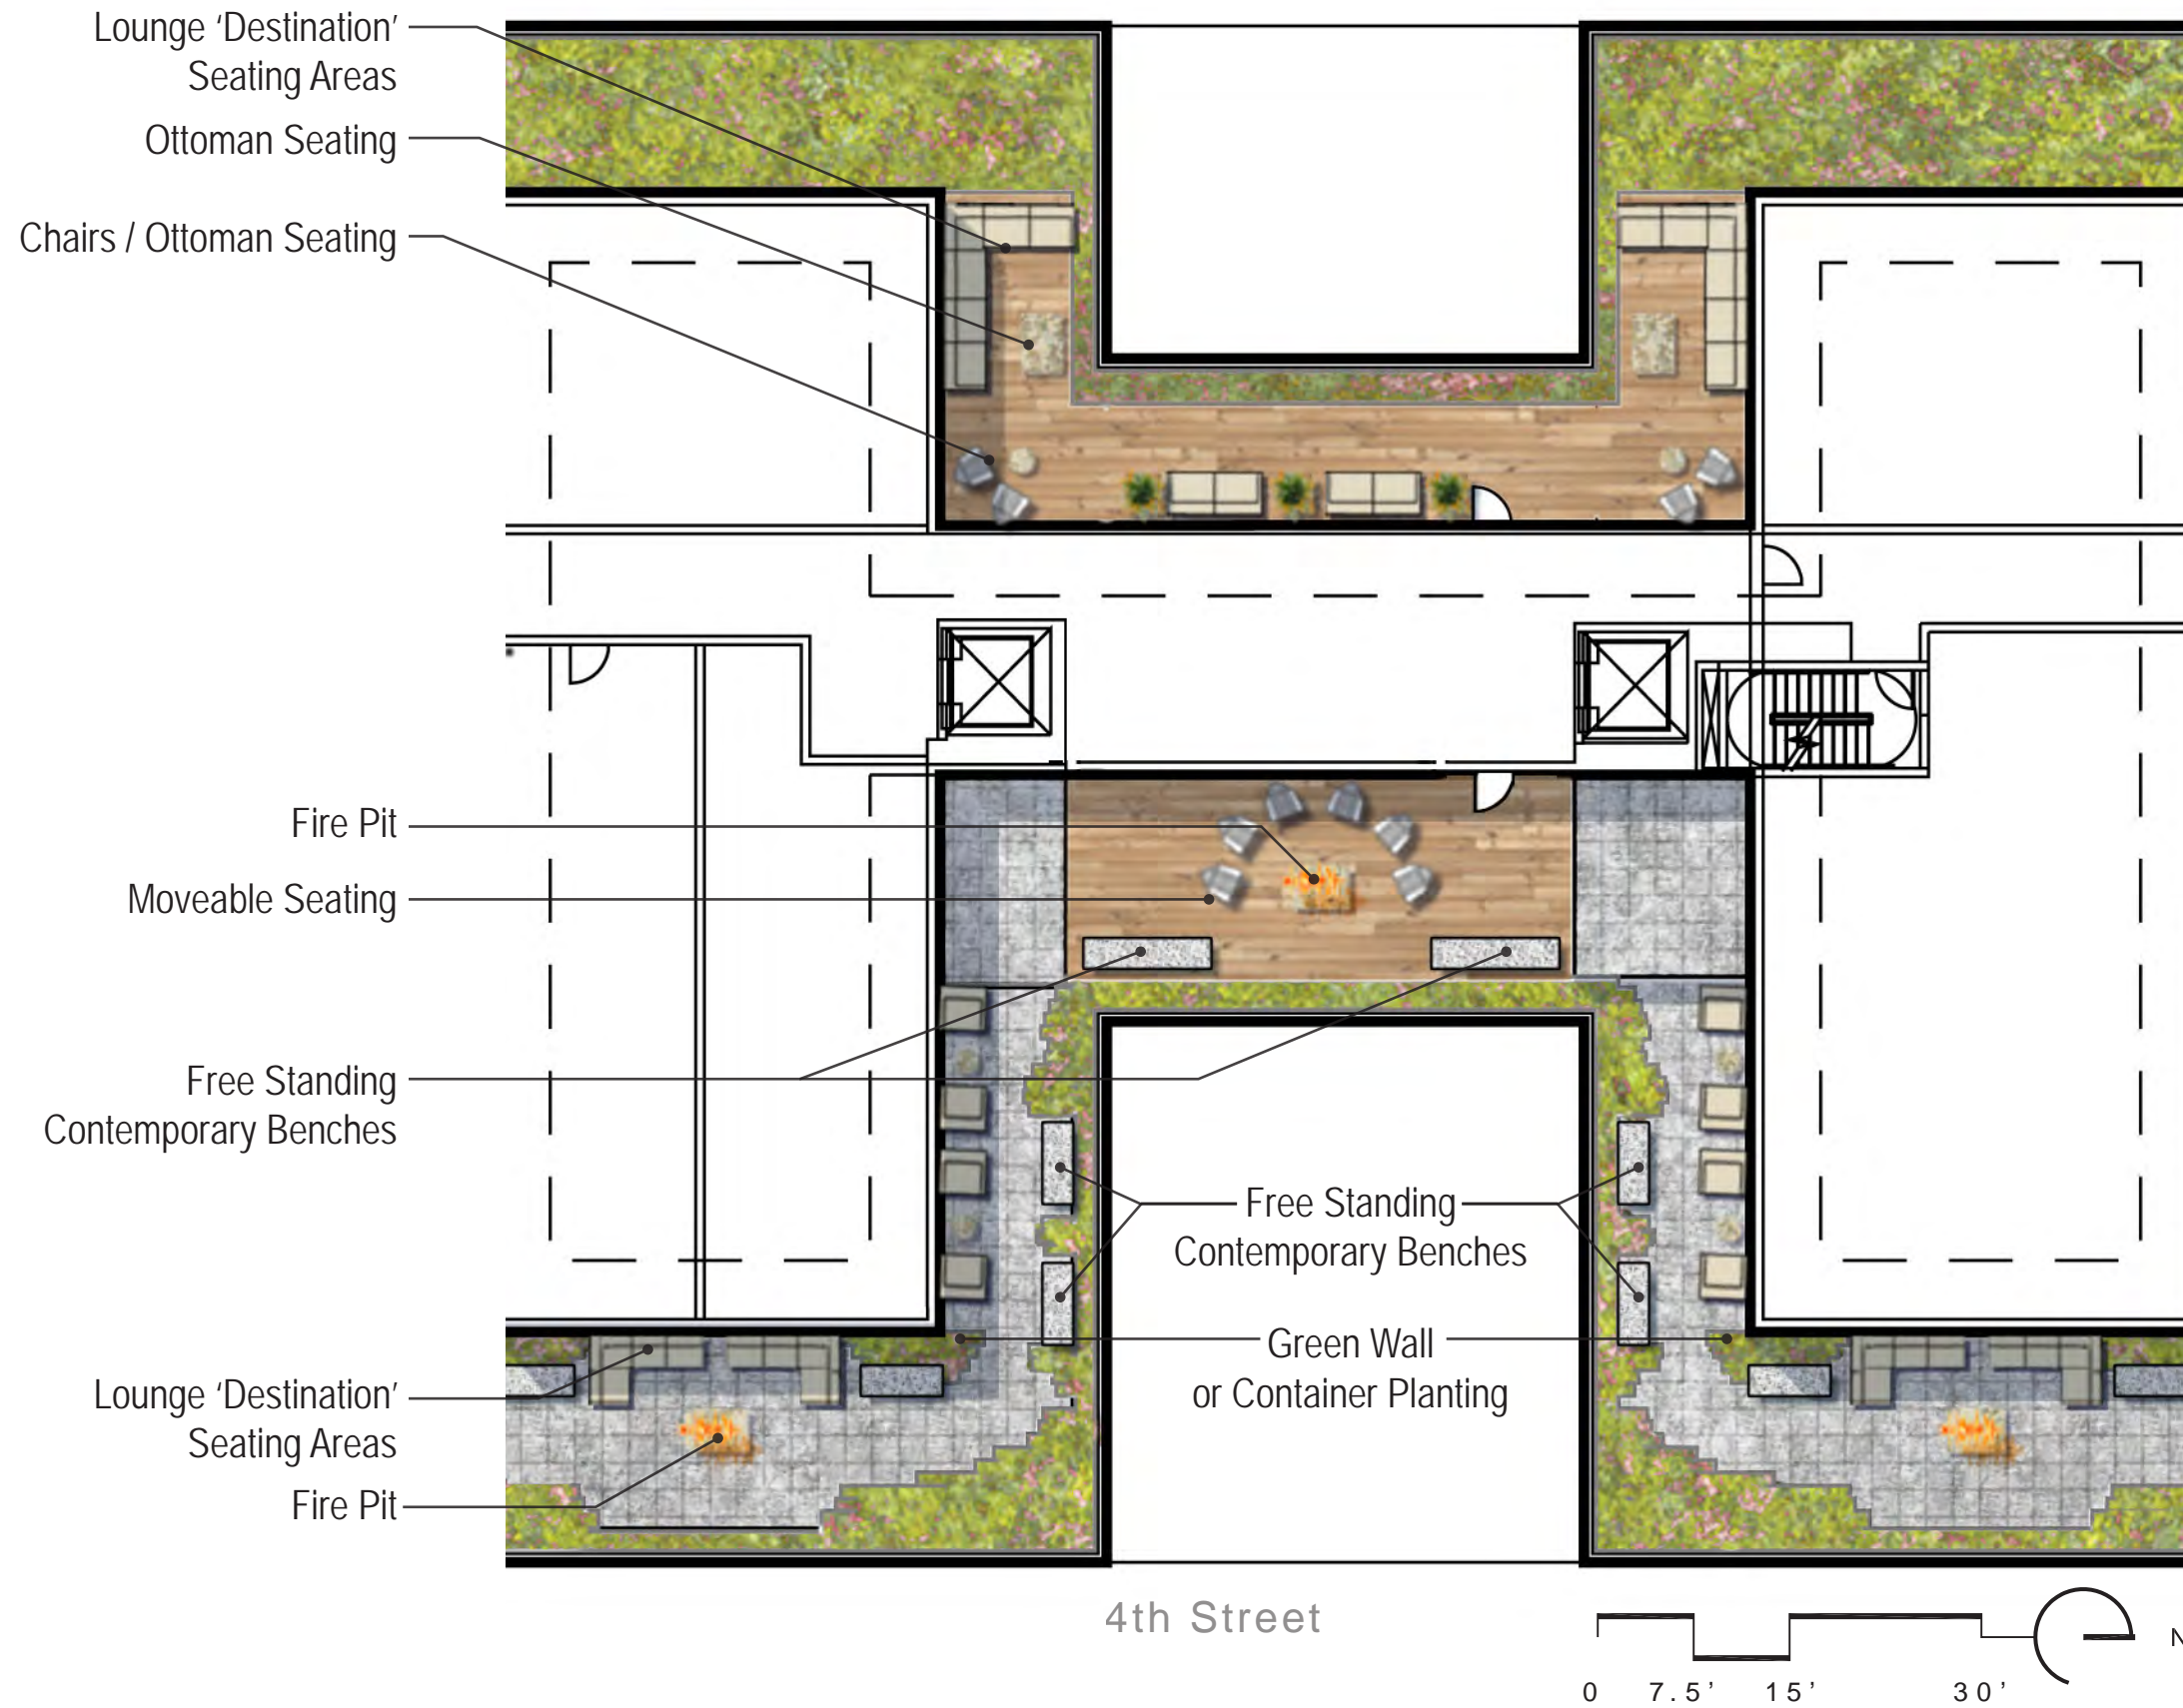 Lounge ‘Destination’
Seating Areas
Ottoman Seating
Chairs / Ottoman Seating
Fire Pit
Moveable Seating
Free Standing
Contemporary Benches
Free Standing
Contemporary Benches
Green Wall
or Container Planting
Lounge ‘Destination’
Seating Areas
Fire Pit
4th Street
N
0 7.5’ 15’ 30’